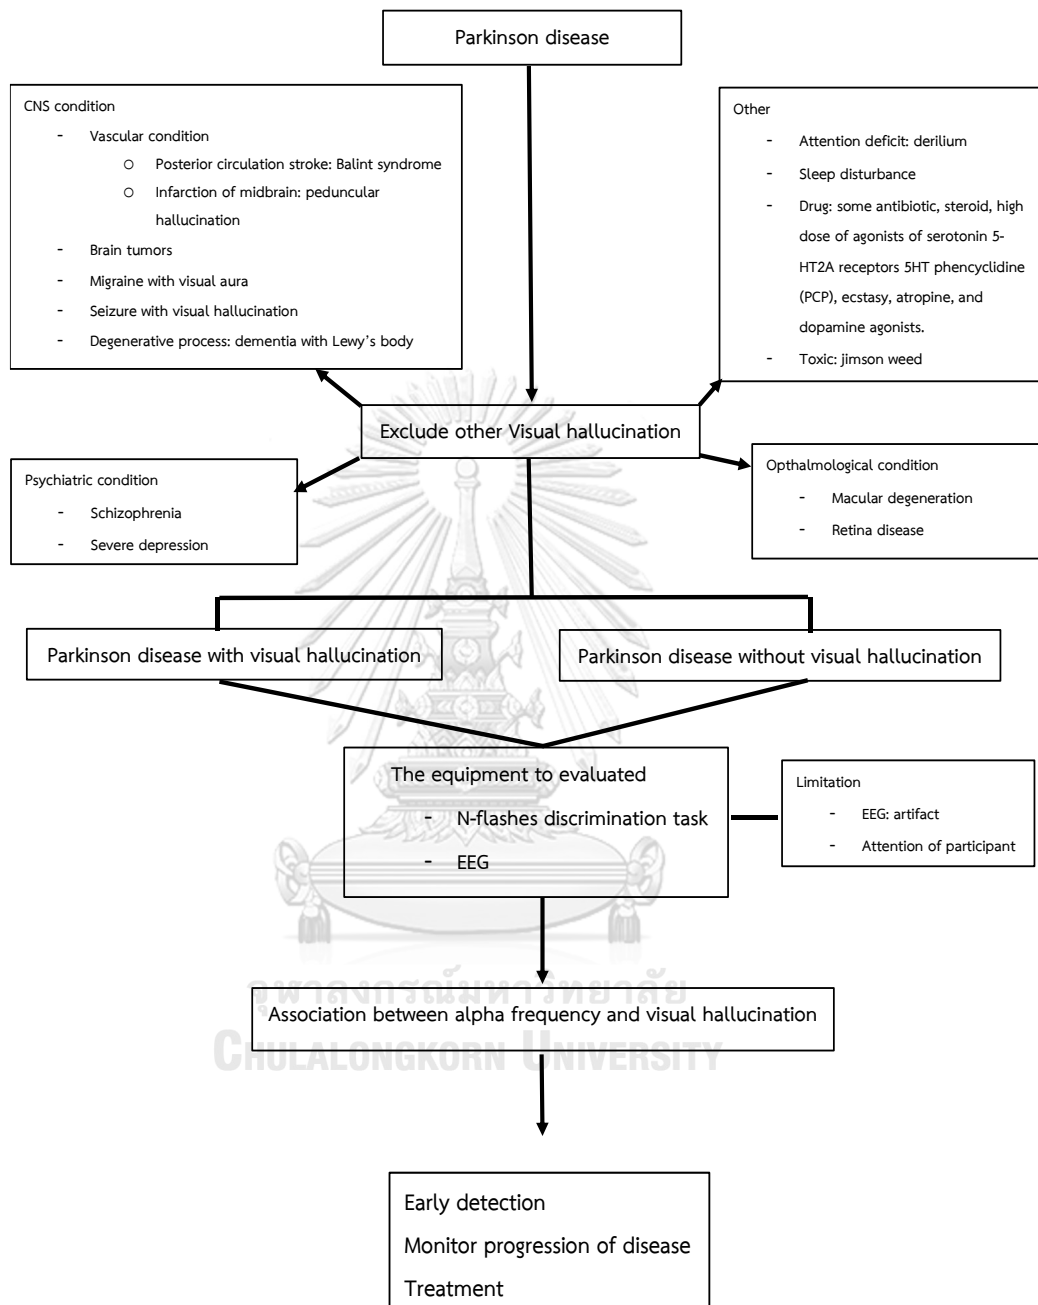 Parkinson disease
CNS condition
- Vascular condition
o Posterior circulation stroke: Balint syndrome
o Infarction of midbrain: peduncular
hallucination
- Brain tumors
- Migraine with visual aura
- Seizure with visual hallucination
- Degenerative process: dementia with Lewy's body
Other
- Attention deficit: derilium
- Sleep disturbance
- Drug: some antibiotic, steroid, high
dose of agonists of serotonin 5-
HT2A receptors 5HT phencyclidine
(PCP), ecstasy, atropine, and
dopamine agonists.
- Toxic: jimson weed
Exclude other Visual hallucination
Psychiatric condition
- Schizophrenia
- Severe depression
Opthalmological condition
- Macular degeneration
- Retina disease
Parkinson disease with visual hallucination
Parkinson disease without visual hallucination
The equipment to evaluated
- N-flashes discrimination task
- EEG
Limitation
- EEG: artifact
- Attention of participant
จุฬาลงกรณ์มหาวิทยาลัย
Association between alpha frequency and visual hallucination
CHULALONGKORN UNIVERSITY
Early detection
Monitor progression of disease
Treatment